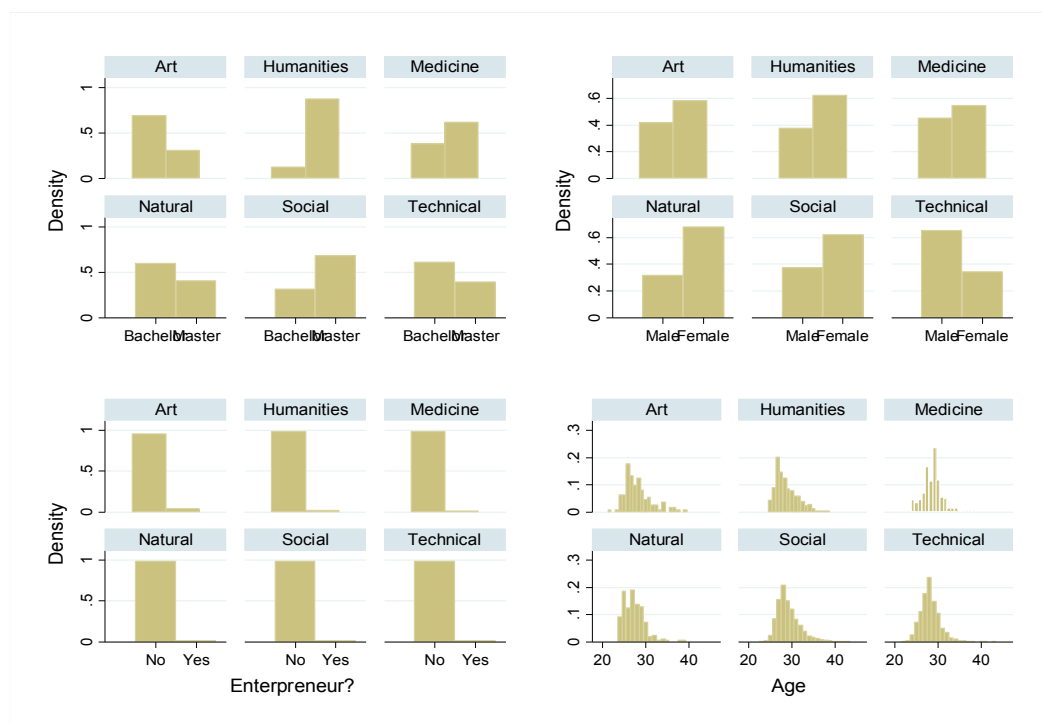 Art Humanities Medicine
Density
0 .5 1
Natural Social Technical
0 .5 1
Bachelor Master Bachelor Master Bachelor Master
Art Humanities Medicine
Density
0 .2 .4 .6
Natural Social Technical
0 .2 .4 .6
Male Female Male Female Male Female
Art Humanities Medicine
Density
0 .5 1
Natural Social Technical
0 .5 1
No Yes No Yes No Yes
Enterpreneur?
Art Humanities Medicine
0 .1 .2 .3
Natural Social Technical
0 .1 .2 .3
20 30 40 20 30 40 20 30 40
Age